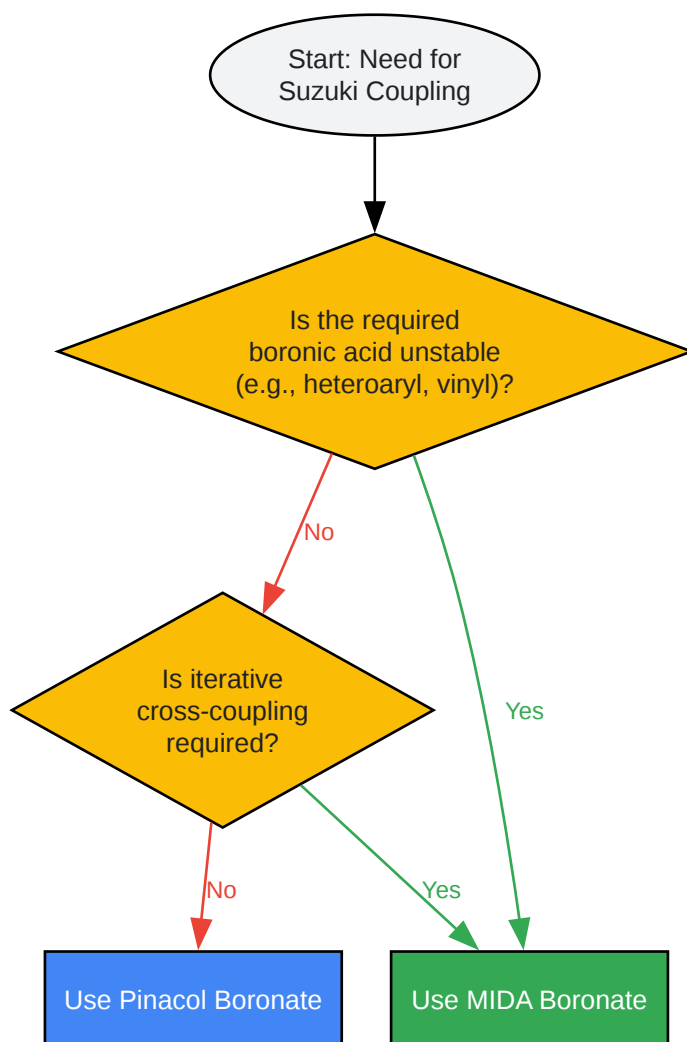 Start: Need for
Suzuki Coupling
Is the required
boronic acid unstable
(e.g., heteroaryl, vinyl)?
No
Is iterative
cross-coupling
required?
Yes
No
Yes
Use Pinacol Boronate
Use MIDA Boronate